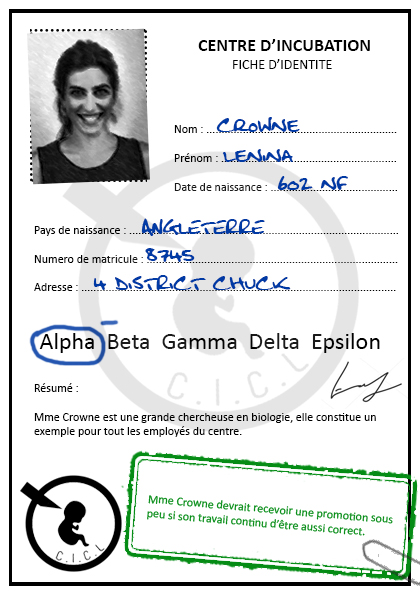 CENTRE D'INCUBATION
FICHE D'IDENTITE
Nom : CROWNE
Prénom : LENINA
Date de naissance : 602 NF
Pays de naissance : ANGLETERRE
Numero de matricule : 8745
Adresse : 4 DISTRICT CHUCK
Alpha Beta Gamma Delta Epsilon
C.I.C.L
Résumé :
Mme Crowne est une grande chercheuse en biologie, elle constitue un
exemple pour tout les employés du centre.
Mme Crowne devrait recevoir une promotion sous
peu si son travail continu d'être aussi correct.
C.I.C.L